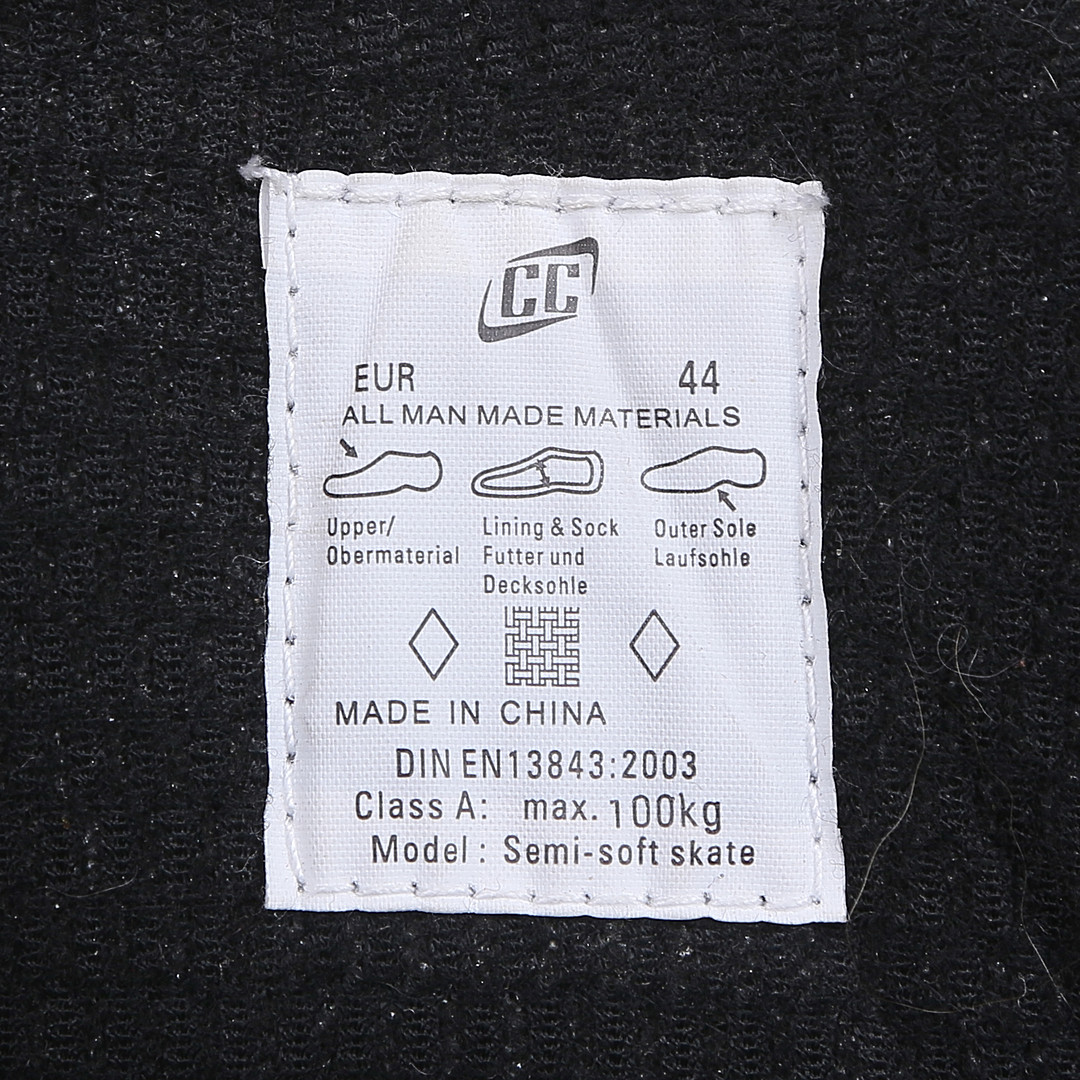 CC
EUR 44
ALL MAN MADE MATERIALS
Upper/ Lining & Sock Outer Sole
Obermaterial Futter und Laufsohle
Decksohle
MADE IN CHINA
DIN EN13843:2003
Class A: max. 100kg
Model : Semi-soft skate